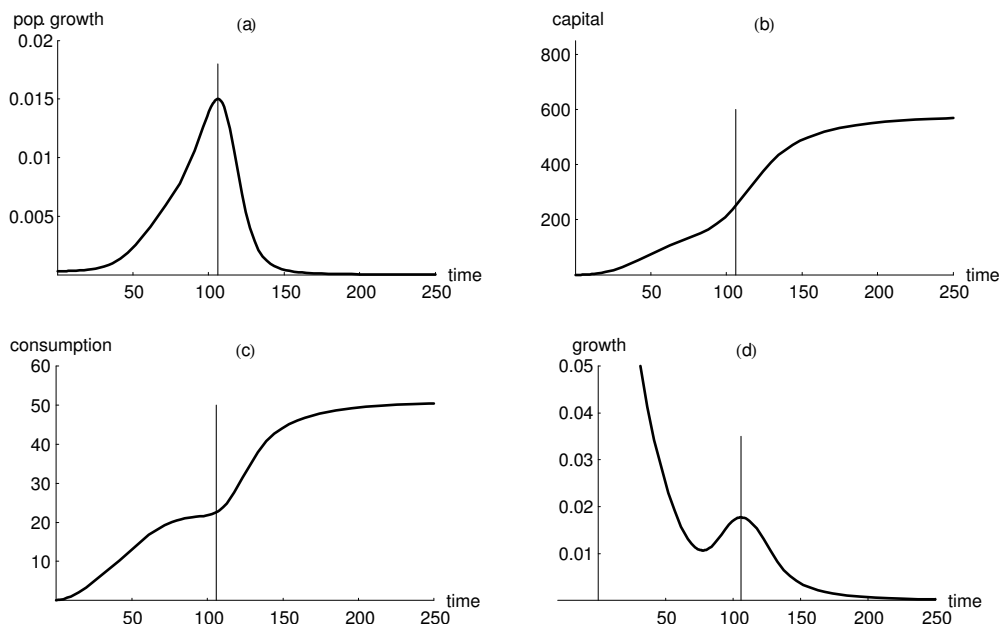 pop. growth
(a)
0.02
0.015
0.01
0.005
50 100 150 200 250
time
capital
(b)
800
600
400
200
50 100 150 200 250
time
consumption
(c)
60
50
40
30
20
10
50 100 150 200 250
time
growth
(d)
0.05
0.04
0.03
0.02
0.01
50 100 150 200 250
time